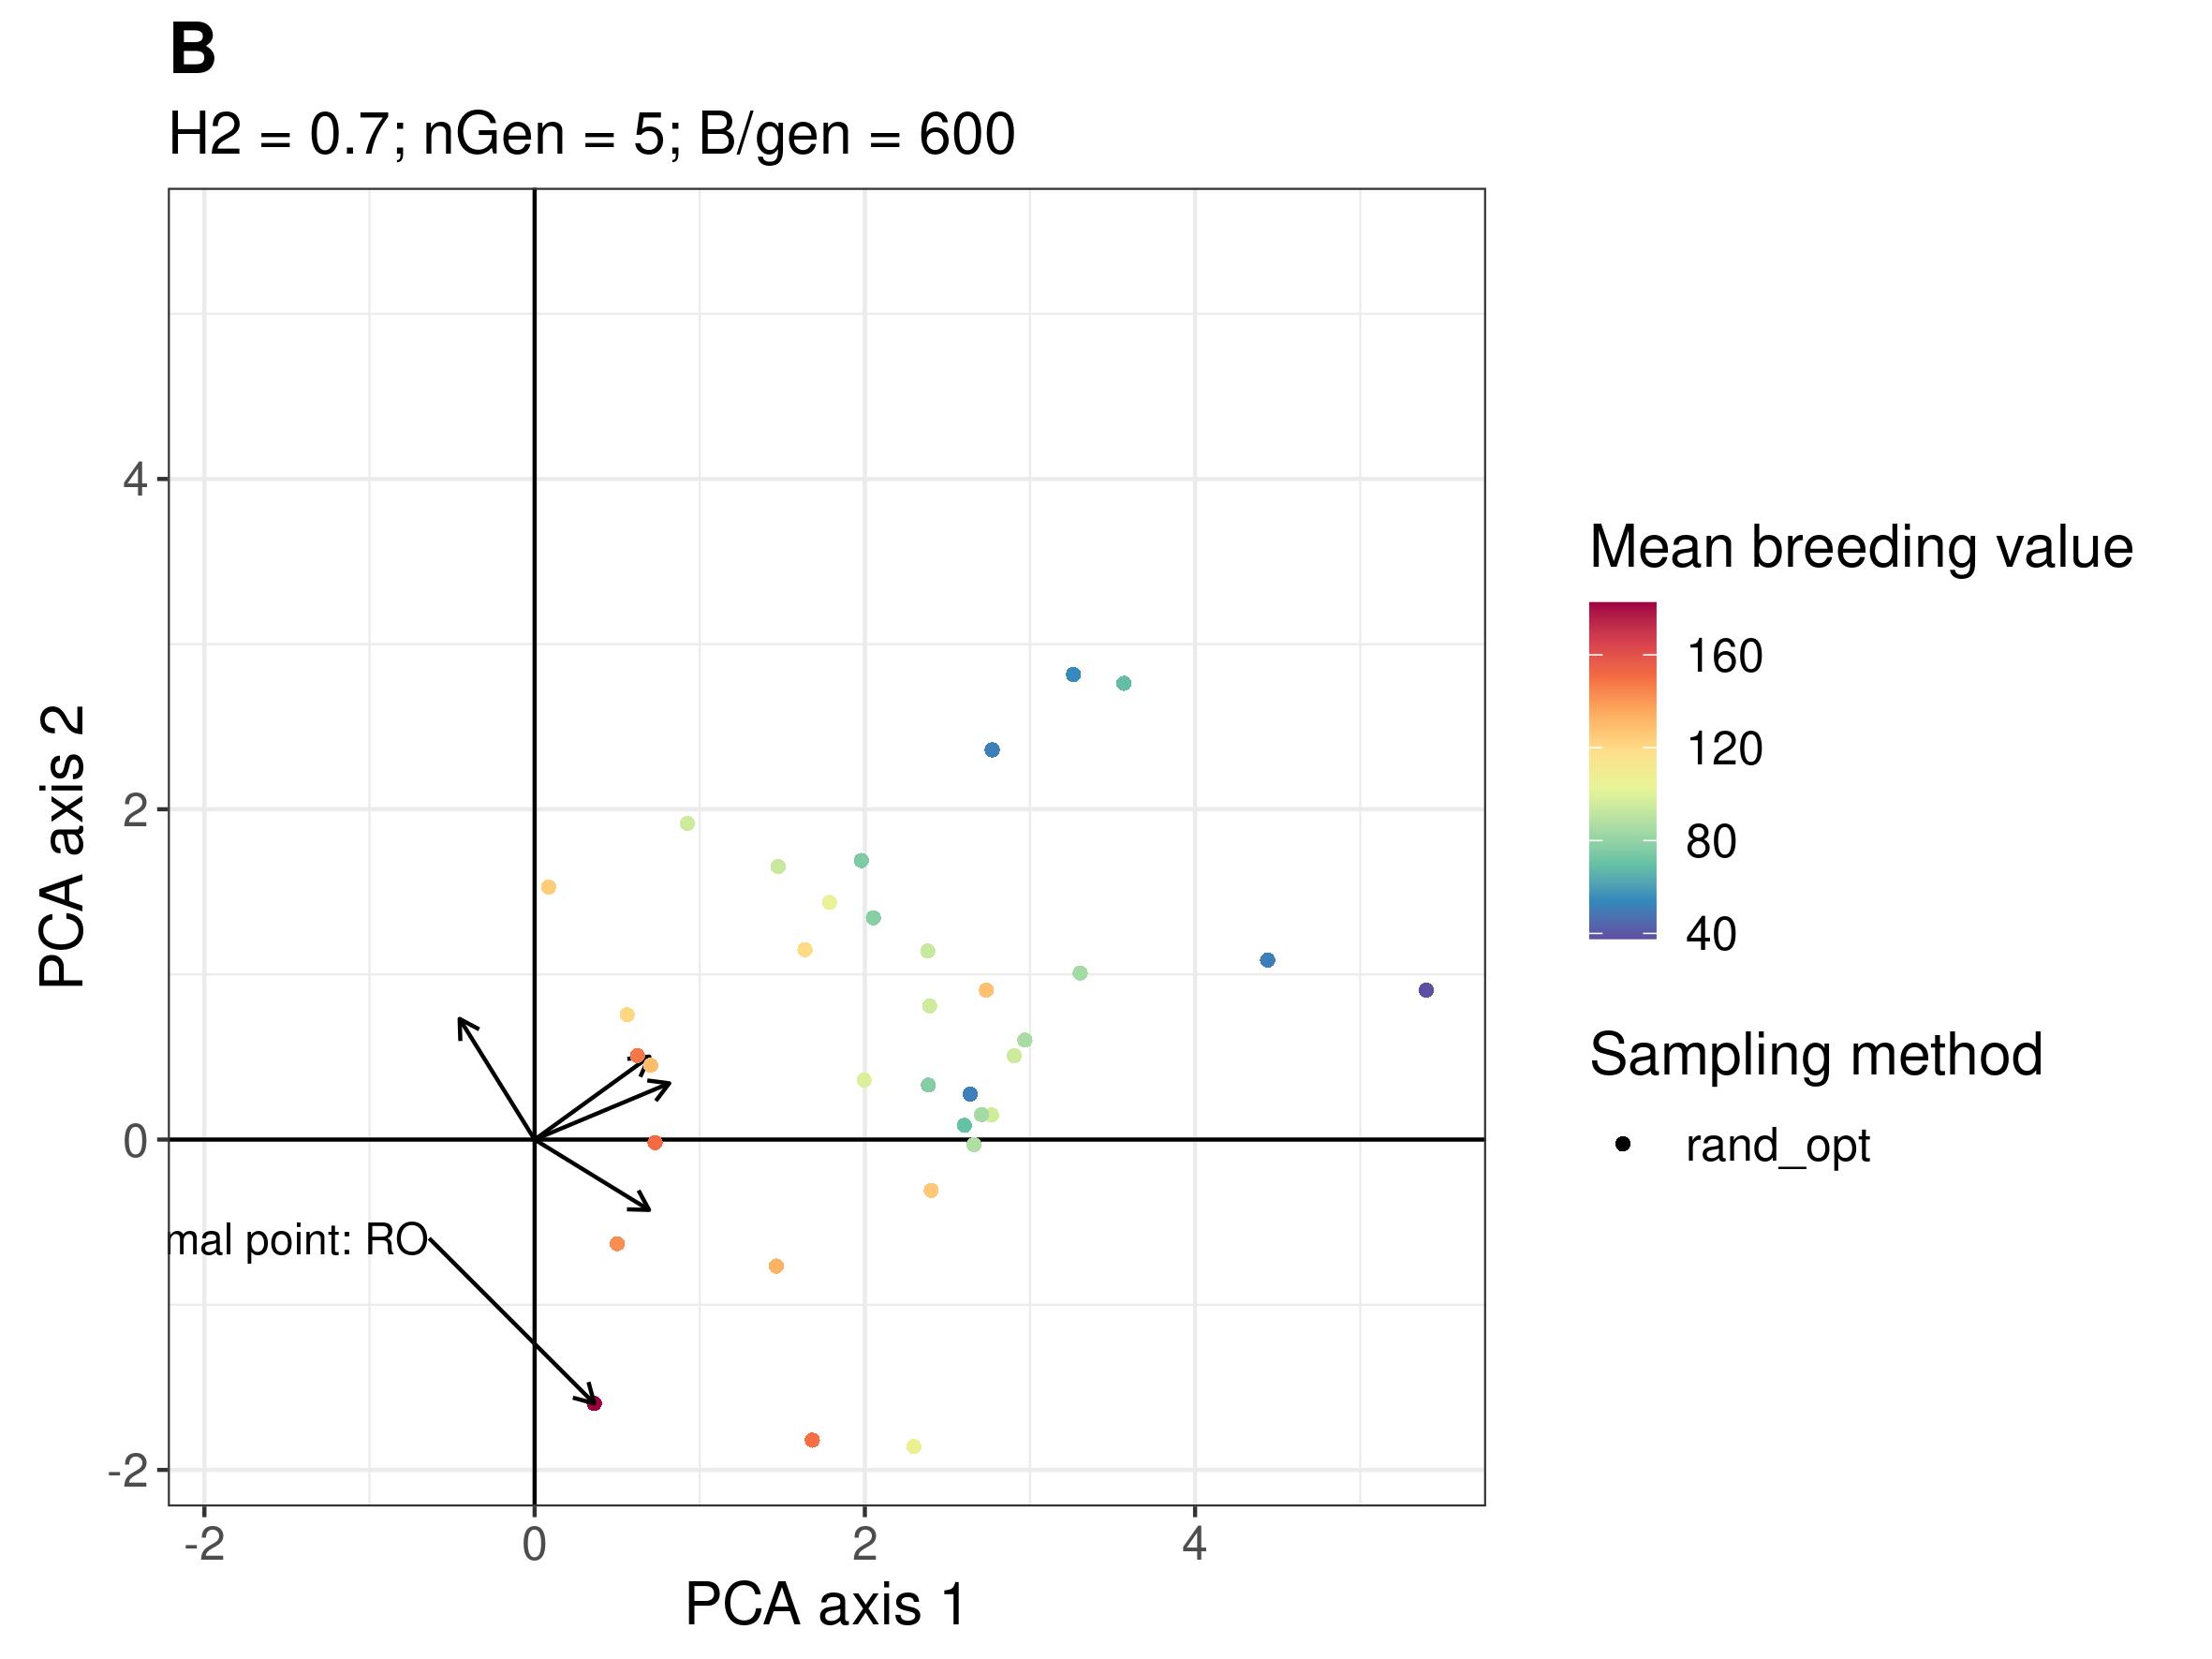 B
H2 = 0.7; nGen = 5; B/gen = 600
PCA axis 2
4
2
0
-2
mal point: RO
-2
0
2
4
PCA axis 1
Mean breeding value
160
120
80
40
Sampling method
rand_opt